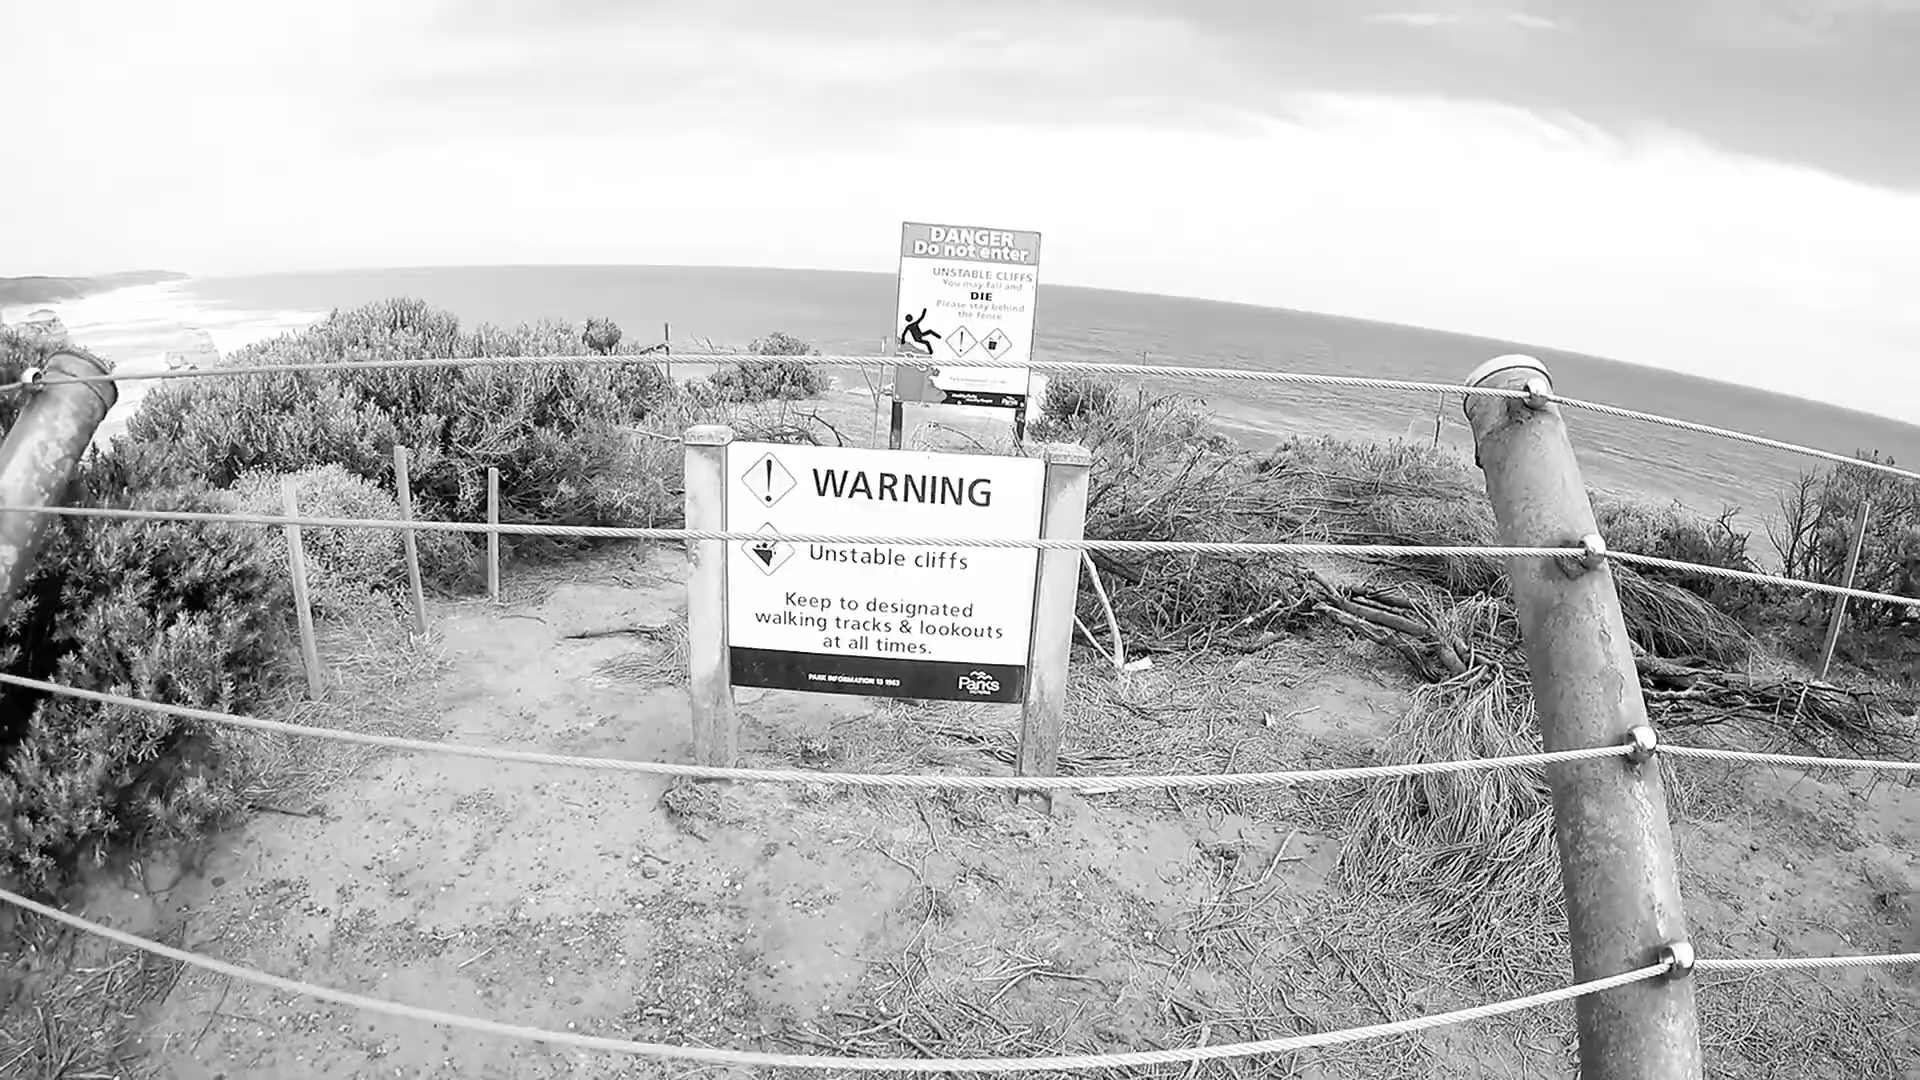 DANGER
Do not enter
UNSTABLE CLIFFS
You may fall and
DIE
Please stay behind
the fence
WARNING
Unstable cliffs
Keep to designated
walking tracks & lookouts
at all times.
PARK INFORMATION 13 1963
Parks